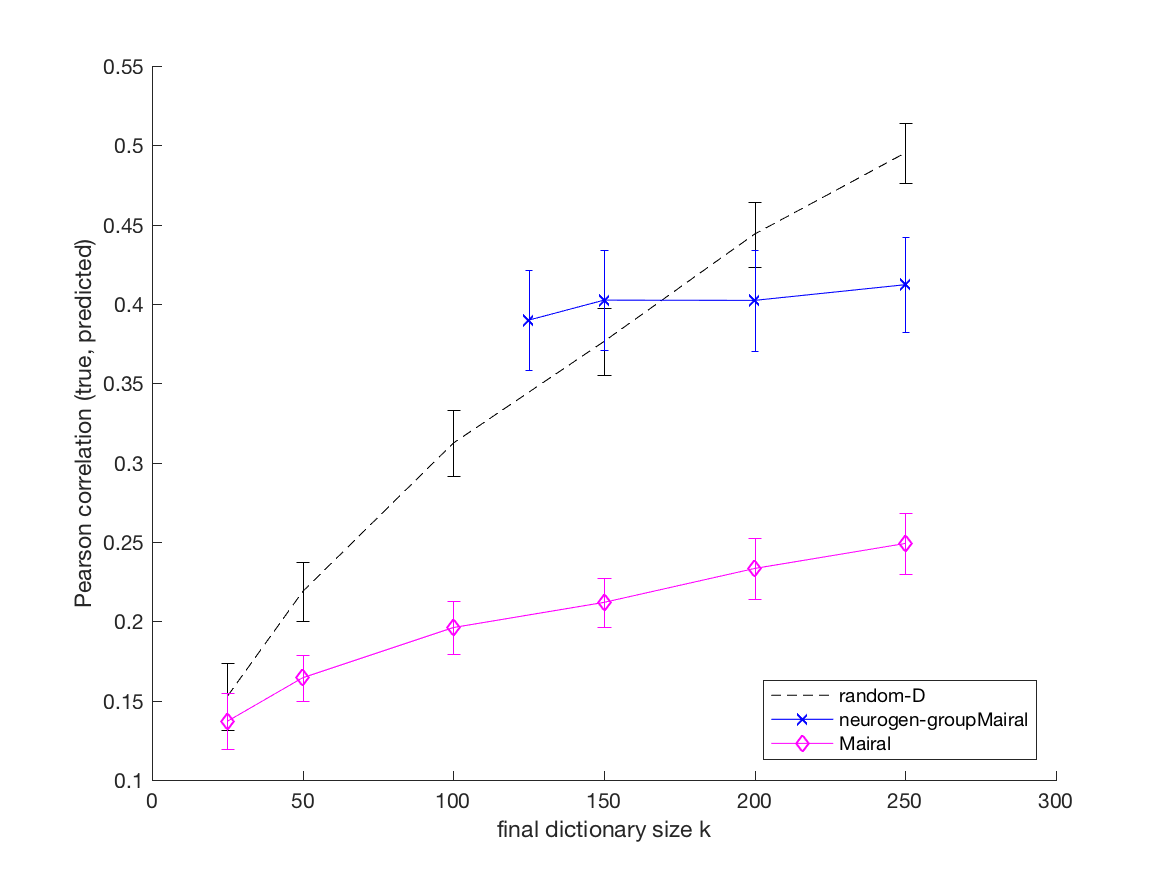 0.55
0.5
0.45
0.4
0.35
0.3
0.25
0.2
0.15
0.1
Pearson correlation (true, predicted)
0 50 100 150 200 250 300
final dictionary size k
random-D
neurogen-groupMairal
Mairal